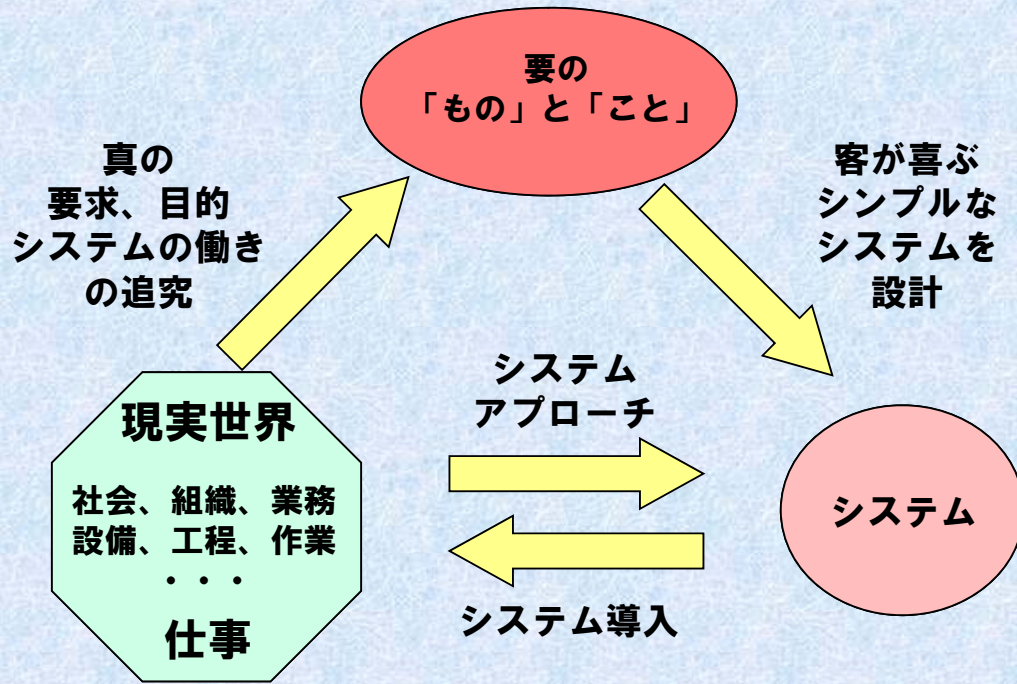 要の
「もの」と「こと」
真の
要求、目的
システムの働き
の追究
客が喜ぶ
シンプルな
システムを
設計
システム
アプローチ
現実世界
社会、組織、業務
設備、工程、作業
・・・
仕事
システム
システム導入